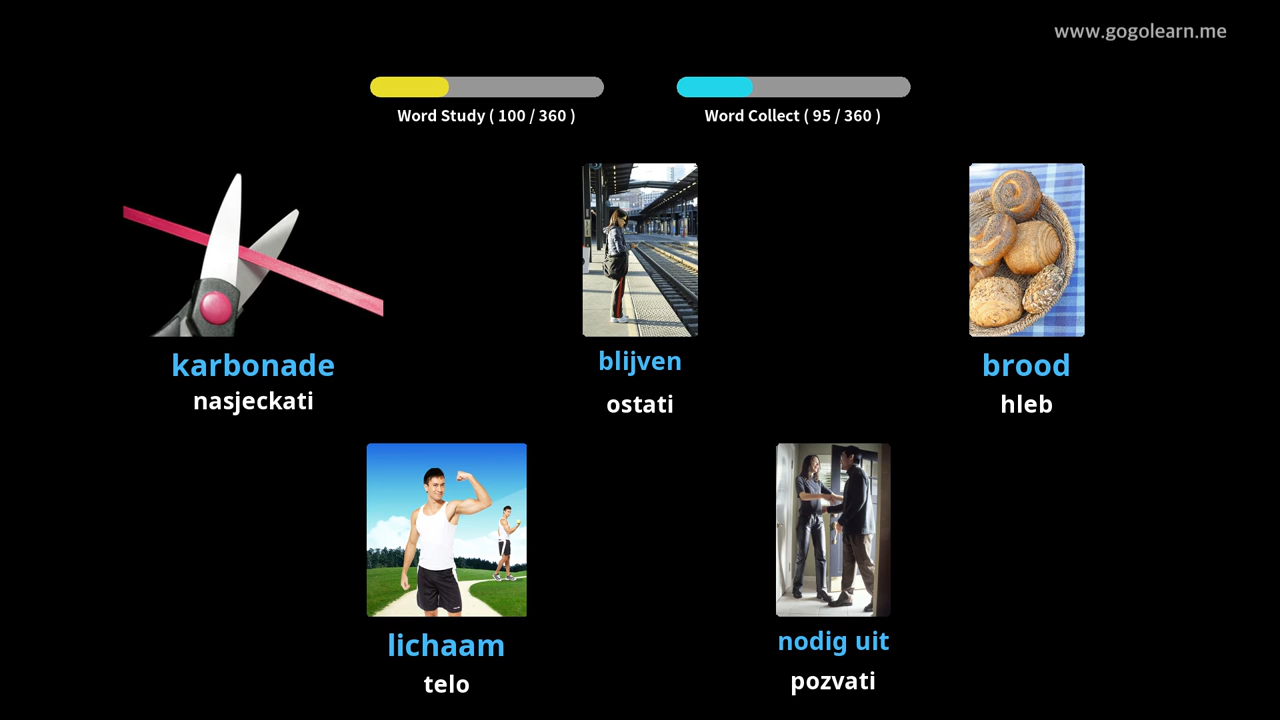 www.gogolearn.me
Word Study ( 100 / 360 )
Word Collect ( 95 / 360 )
karbonade
nasjeckati
blijven
ostati
brood
hleb
lichaam
telo
nodig uit
pozvati